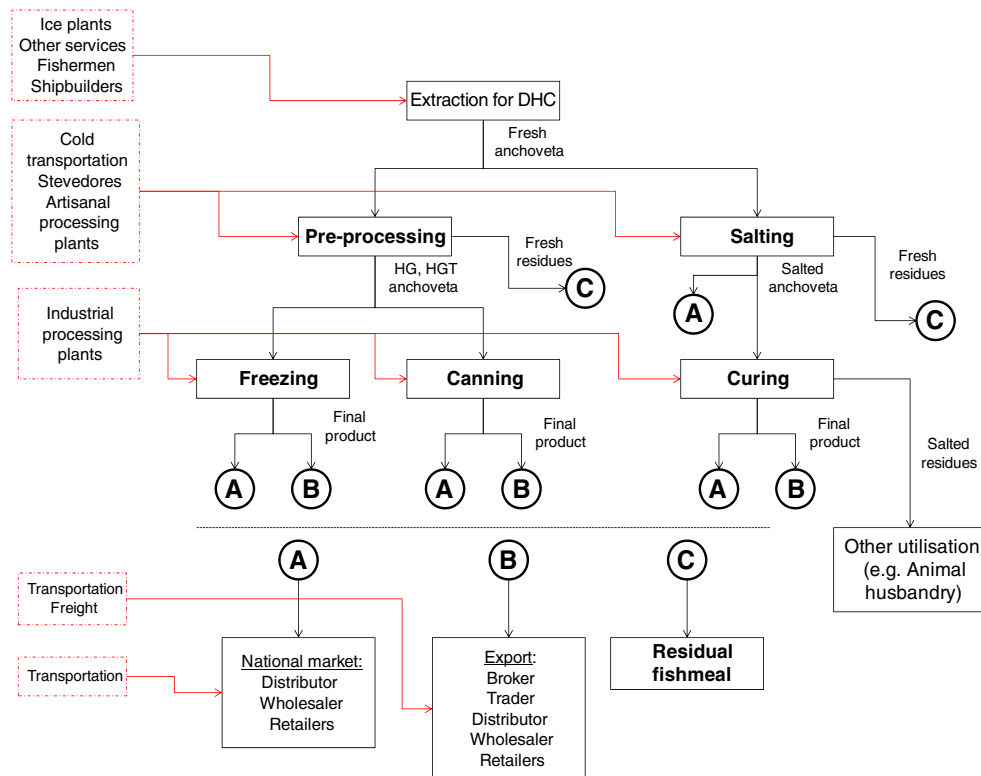 Ice plants
Other services
Fishermen
Shipbuilders
Extraction for DHC
Fresh
anchoveta
Cold
transportation
Stevedores
Artisanal
processing
plants
Pre-processing
Salting
Fresh
residues
C
HG, HGT
anchoveta
Salted
anchoveta
A
Fresh
residues
C
Industrial
processing
plants
Freezing
Canning
Curing
Final
product
A
B
Final
product
A
B
Final
product
A
B
Salted
residues
Other utilisation
(e.g. Animal
husbandry)
A
B
C
Transportation
Freight
Transportation
National market:
Distributor
Wholesaler
Retailers
Export:
Broker
Trader
Distributor
Wholesaler
Retailers
Residual
fishmeal